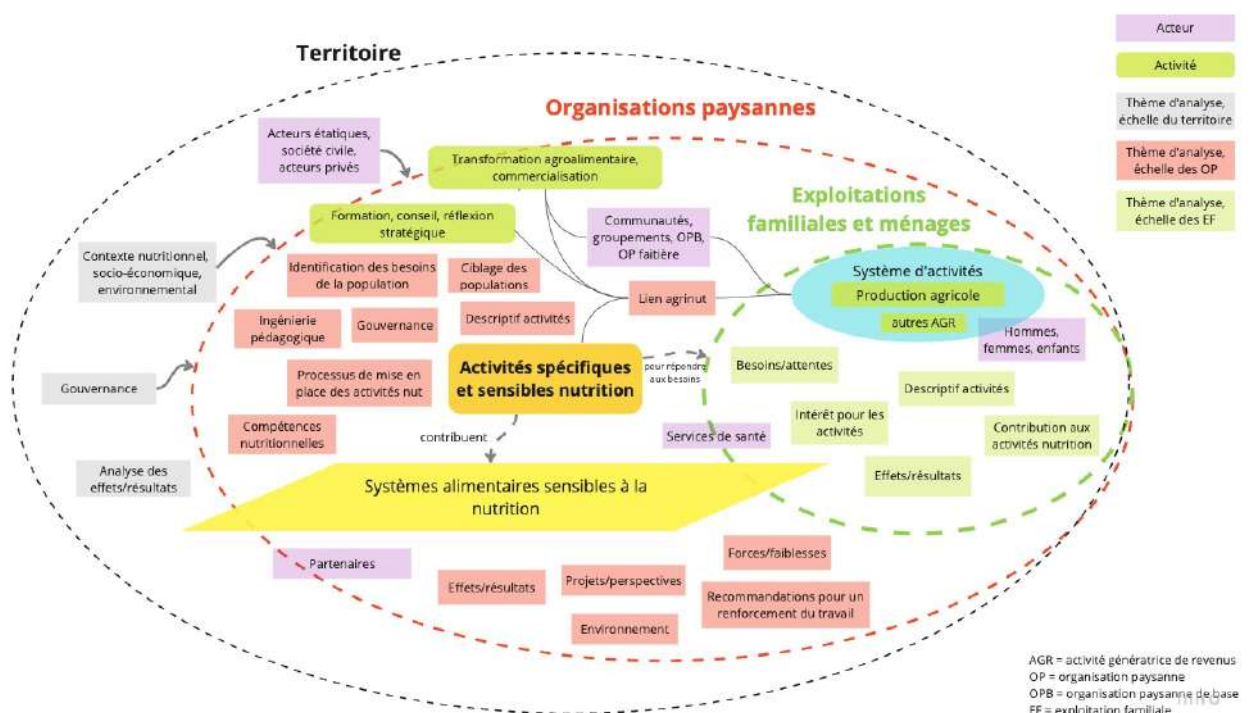 Territoire
Organisations paysannes
Acteurs étatiques,
société civile,
acteurs privés
Transformation agroalimentaire,
commercialisation
Exploitations
familiales et ménages
Formation, conseil, réflexion
stratégique
Communautés,
groupements, OPB,
OP faitière
Contexte nutritionnel,
socio-économique,
environnemental
Identification des besoins
de la population
Ciblage des
populations
Système d'activités
Production agricole
autres AGR
Lien agrinut
Hommes,
femmes, enfants
Ingénierie
pédagogique
Gouvernance
Descriptif activités
Activités spécifiques
et sensibles nutrition
pour répondre
aux besoins
Besoins/attentes
Gouvernance
Processus de mise en
place des activités nut
Descriptif activités
Intérêt pour les
activités
Contribution aux
activités nutrition
Compétences
nutritionnelles
contribuent
Services de santé
Analyse des
effets/résultats
Effets/résultats
Systèmes alimentaires sensibles à la
nutrition
Partenaires
Effets/résultats
Projets/perspectives
Forces/faiblesses
Recommandations pour un
renforcement du travail
Environnement
Acteur
Activité
Thème d'analyse,
échelle du territoire
Thème d'analyse,
échelle des OP
Thème d'analyse,
échelle des EF
AGR = activité génératrice de revenus
OP = organisation paysanne
OPB = organisation paysanne de base
EF = exploitation familiale
miro